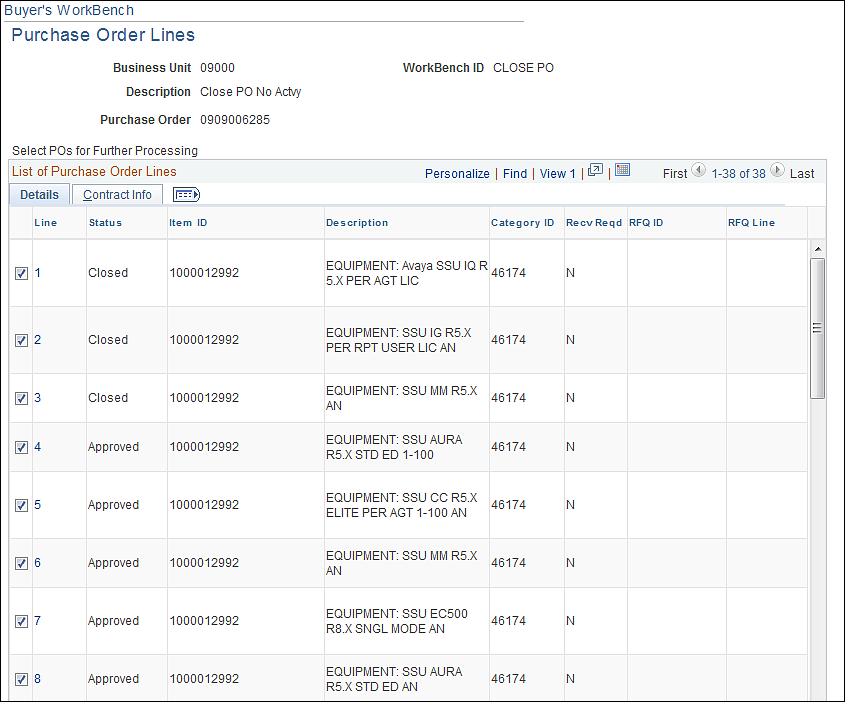 Buyer's WorkBench
Purchase Order Lines
Business Unit 09000 WorkBench ID CLOSE PO
Description Close PO No Actvy
Purchase Order 0909006285
Select POs for Further Processing
List of Purchase Order Lines Personalize | Find | View 1 | | First 1-38 of 38 Last
Details Contract Info
Line Status Item ID Description Category ID Recv Reqd RFQ ID RFQ Line
1 Closed 1000012992 EQUIPMENT: Avaya SSU IQ R 46174 N
5.X PER AGT LIC
2 Closed 1000012992 EQUIPMENT: SSU IG R5.X 46174 N
PER RPT USER LIC AN
3 Closed 1000012992 EQUIPMENT: SSU MM R5.X 46174 N
AN
4 Approved 1000012992 EQUIPMENT: SSU AURA 46174 N
R5.X STD ED 1-100
5 Approved 1000012992 EQUIPMENT: SSU CC R5.X 46174 N
ELITE PER AGT 1-100 AN
6 Approved 1000012992 EQUIPMENT: SSU MM R5.X 46174 N
AN
7 Approved 1000012992 EQUIPMENT: SSU EC500 46174 N
R8.X SNGL MODE AN
8 Approved 1000012992 EQUIPMENT: SSU AURA 46174 N
R5.X STD ED AN